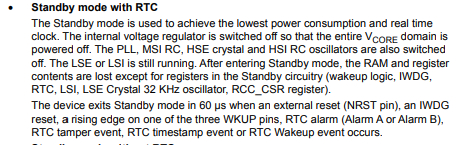 • Standby mode with RTC
The Standby mode is used to achieve the lowest power consumption and real time
clock. The internal voltage regulator is switched off so that the entire VCORE domain is
powered off. The PLL, MSI RC, HSE crystal and HSI RC oscillators are also switched
off. The LSE or LSI is still running. After entering Standby mode, the RAM and register
contents are lost except for registers in the Standby circuitry (wakeup logic, IWDG,
RTC, LSI, LSE Crystal 32 KHz oscillator, RCC_CSR register).
The device exits Standby mode in 60 µs when an external reset (NRST pin), an IWDG
reset, a rising edge on one of the three WKUP pins, RTC alarm (Alarm A or Alarm B),
RTC tamper event, RTC timestamp event or RTC Wakeup event occurs.